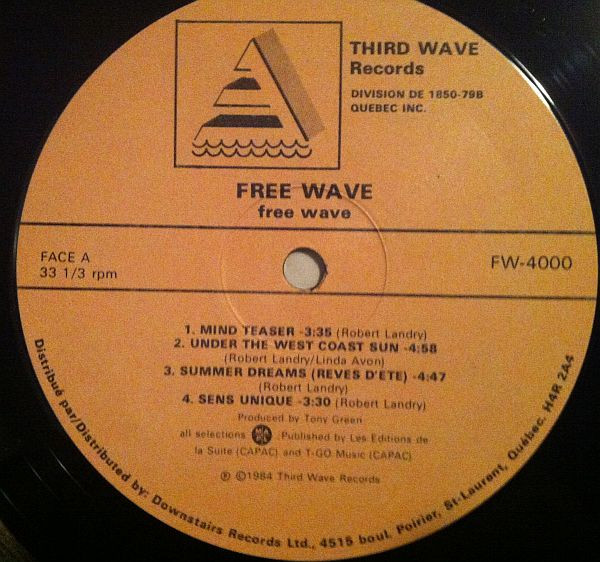 THIRD WAVE
Records
DIVISION DE 1850-79B
QUEBEC INC.
FREE WAVE
free wave
FACE A
33 1/3 rpm
FW-4000
1. MIND TEASER -3:35 (Robert Landry)
2. UNDER THE WEST COAST SUN -4:58
(Robert Landry/Linda Avon)
3. SUMMER DREAMS (REVES D'ETE) -4:47
(Robert Landry)
4. SENS UNIQUE -3:30 (Robert Landry)
Produced by Tony Green
all selections MAPL .Published by Les Editions de
la Suite (CAPAC) and T-GO Music (CAPAC)
℗ ©1984 Third Wave Records
Distribué par/Distributed by: Downstairs Records Ltd., 4515 boul. Poirier, St-Laurent, Québec. H4R 2A4